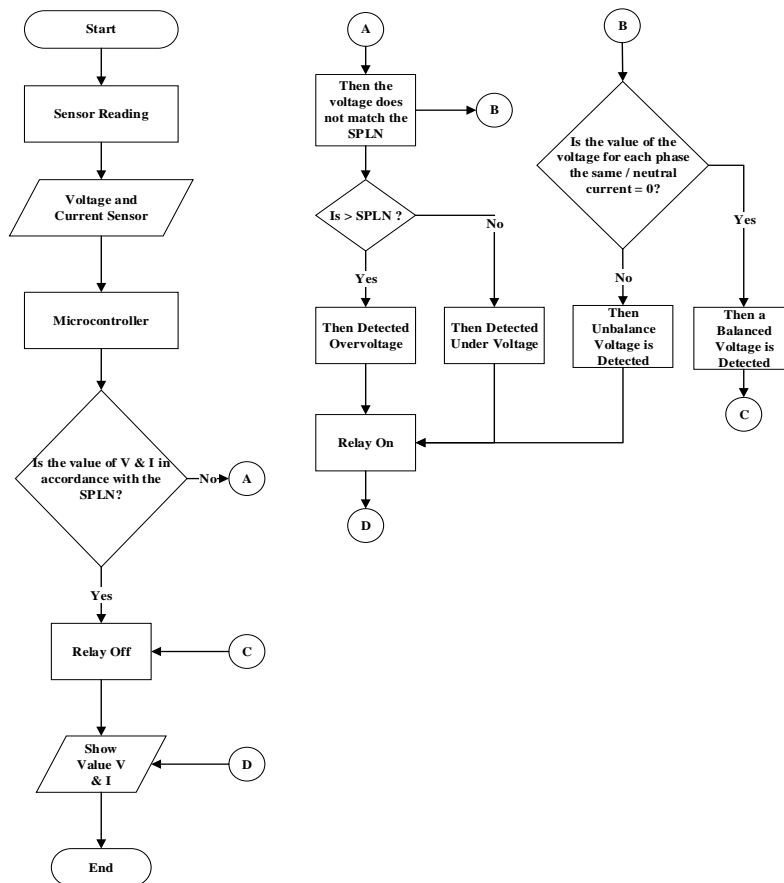 Start
Sensor Reading
Voltage and
Current Sensor
Microcontroller
Is the value of V & I in
accordance with the
SPLN?
No
A
Yes
Relay Off
C
Show
Value V
& I
D
End
A
Then the
voltage does
not match the
SPLN
B
Is > SPLN ?
No
Yes
Then Detected
Overvoltage
Then Detected
Under Voltage
Relay On
D
B
Is the value of the
voltage for each phase
the same / neutral
current = 0?
Yes
No
Then
Unbalance
Voltage is
Detected
Then a
Balanced
Voltage is
Detected
C